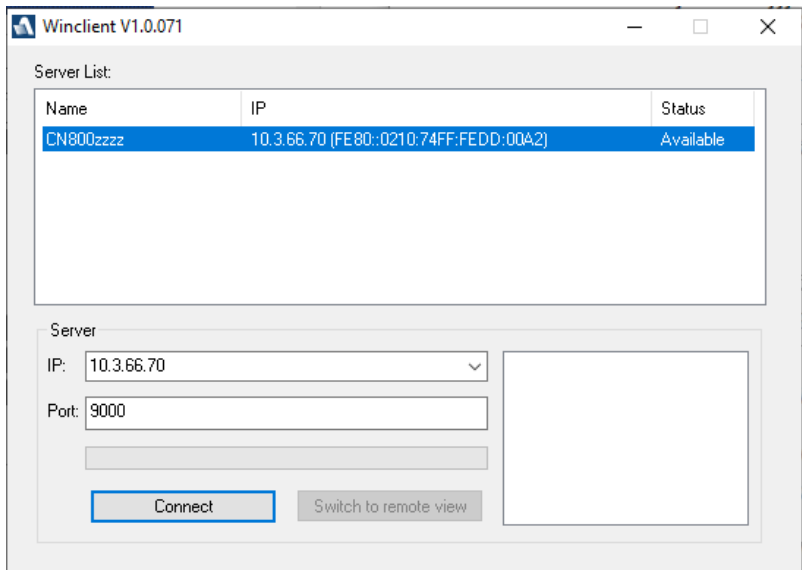 Winclient V1.0.071
Server List:
Name IP Status
CN800zzzz 10.3.66.70 (FE80::0210:74FF:FEDD:00A2) Available
Server
IP: 10.3.66.70
Port: 9000
Connect Switch to remote view